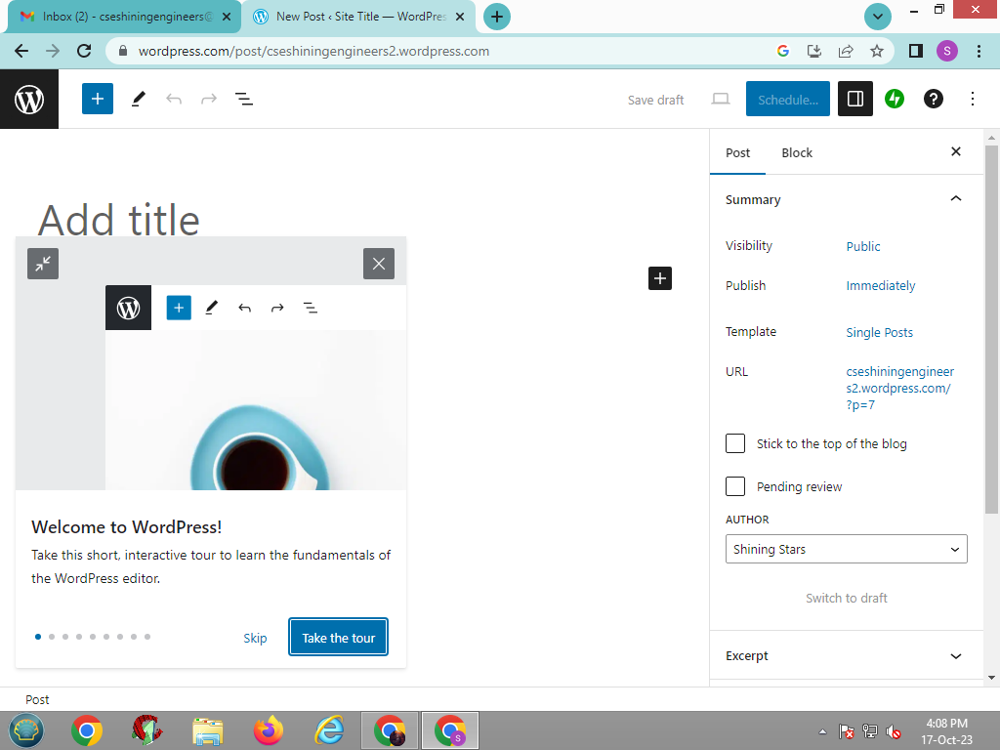 Inbox (2) - cseshiningengineers@
New Post ‹ Site Title — WordPres
wordpress.com/post/cseshiningengineers2.wordpress.com
S
Save draft
Schedule...
Post
Block
Add title
Summary
Visibility
Public
Publish
Immediately
Template
Single Posts
URL
cseshiningengineer
s2.wordpress.com/
?p=7
Stick to the top of the blog
Pending review
AUTHOR
Shining Stars
Switch to draft
Excerpt
Welcome to WordPress!
Take this short, interactive tour to learn the fundamentals of
the WordPress editor.
Skip
Take the tour
Post
S
4:08 PM
17-Oct-23